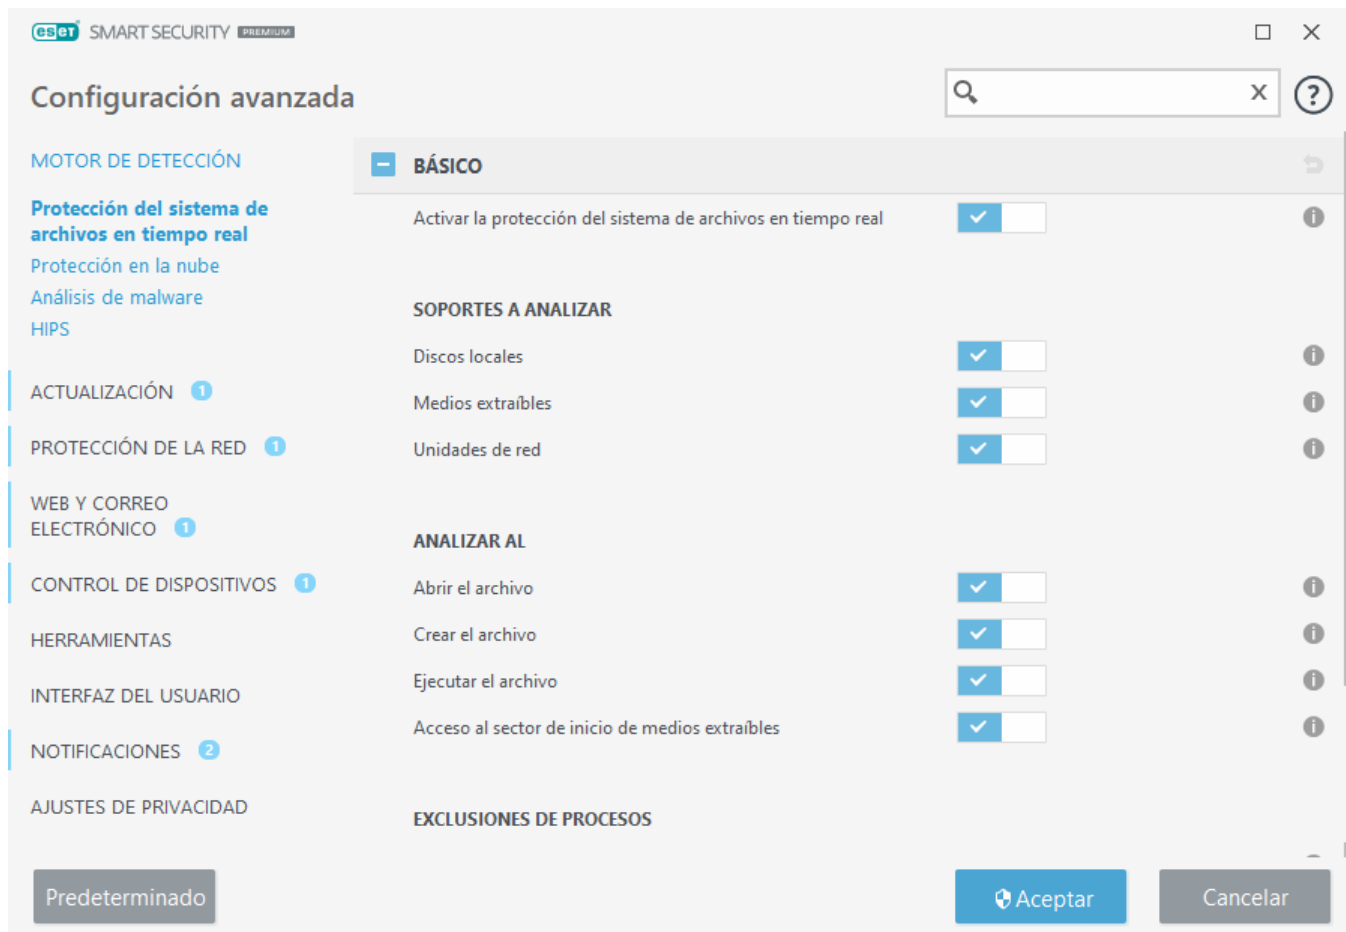 eset SMART SECURITY PREMIUM
Configuración avanzada
X
?
MOTOR DE DETECCIÓN
Protección del sistema de
archivos en tiempo real
Protección en la nube
Análisis de malware
HIPS
ACTUALIZACIÓN 1
PROTECCIÓN DE LA RED 1
WEB Y CORREO
ELECTRÓNICO 1
CONTROL DE DISPOSITIVOS 1
HERRAMIENTAS
INTERFAZ DEL USUARIO
NOTIFICACIONES 2
AJUSTES DE PRIVACIDAD
BÁSICO
Activar la protección del sistema de archivos en tiempo real
SOPORTES A ANALIZAR
Discos locales
Medios extraíbles
Unidades de red
ANALIZAR AL
Abrir el archivo
Crear el archivo
Ejecutar el archivo
Acceso al sector de inicio de medios extraíbles
EXCLUSIONES DE PROCESOS
Predeterminado
Aceptar
Cancelar